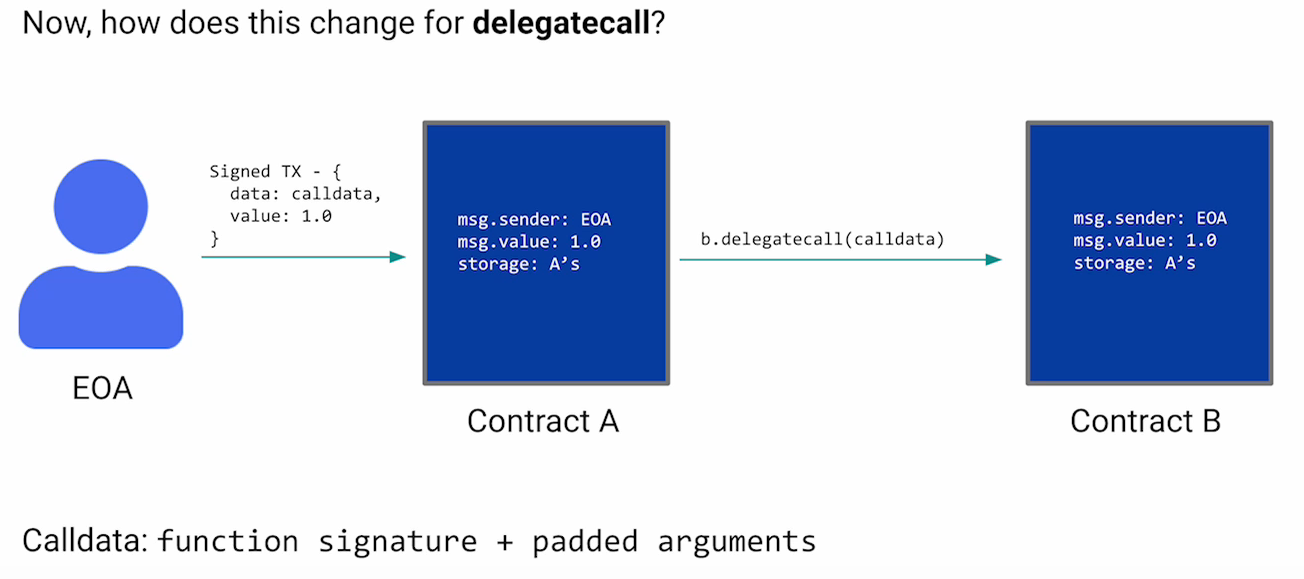 Now, how does this change for delegatecall?
Signed TX - {
data: calldata,
value: 1.0
}
EOA
msg.sender: EOA
msg.value: 1.0
storage: A’s
Contract A
b.delegatecall(calldata)
msg.sender: EOA
msg.value: 1.0
storage: A’s
Contract B
Calldata: function signature + padded arguments